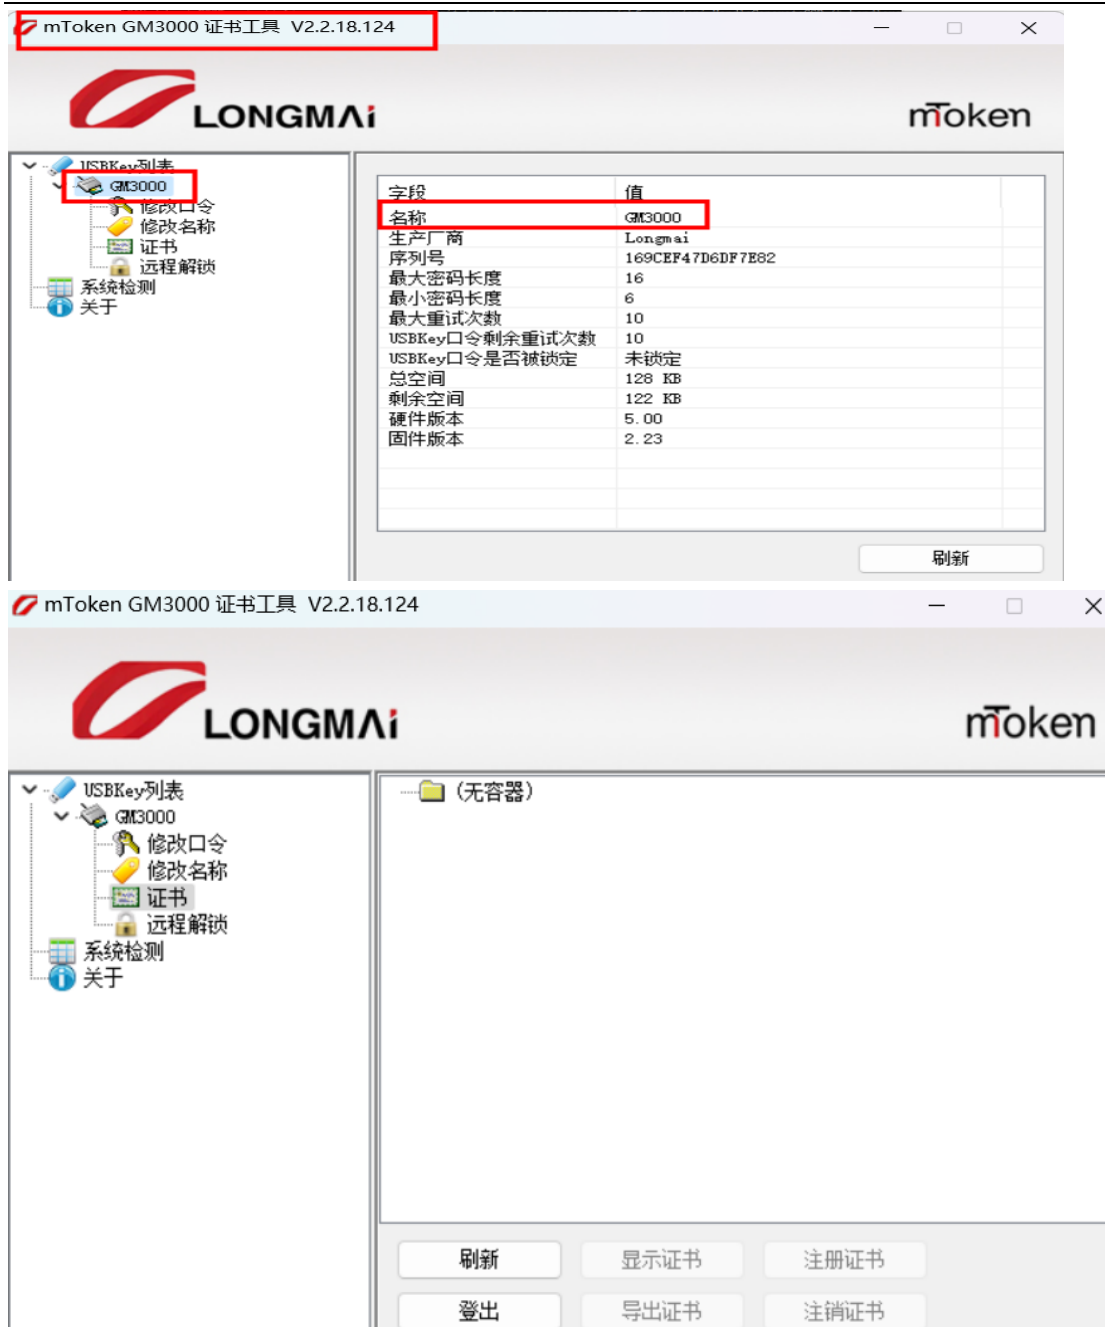 mToken GM3000 证书工具 V2.2.18.124
LONGMAi
mToken
USBKey列表
GM3000
修改口令
修改名称
证书
远程解锁
系统检测
关于
字段 值
名称 GM3000
生产厂商 Longmai
序列号 169CEF47D6DF7E82
最大密码长度 16
最小密码长度 6
最大重试次数 10
USBKey口令剩余重试次数 10
USBKey口令是否被锁定 未锁定
总空间 128 KB
剩余空间 122 KB
硬件版本 5.00
固件版本 2.23
刷新
mToken GM3000 证书工具 V2.2.18.124
LONGMAi
mToken
USBKey列表
GM3000
修改口令
修改名称
证书
远程解锁
系统检测
关于
(无容器)
刷新 显示证书 注册证书
登出 导出证书 注销证书